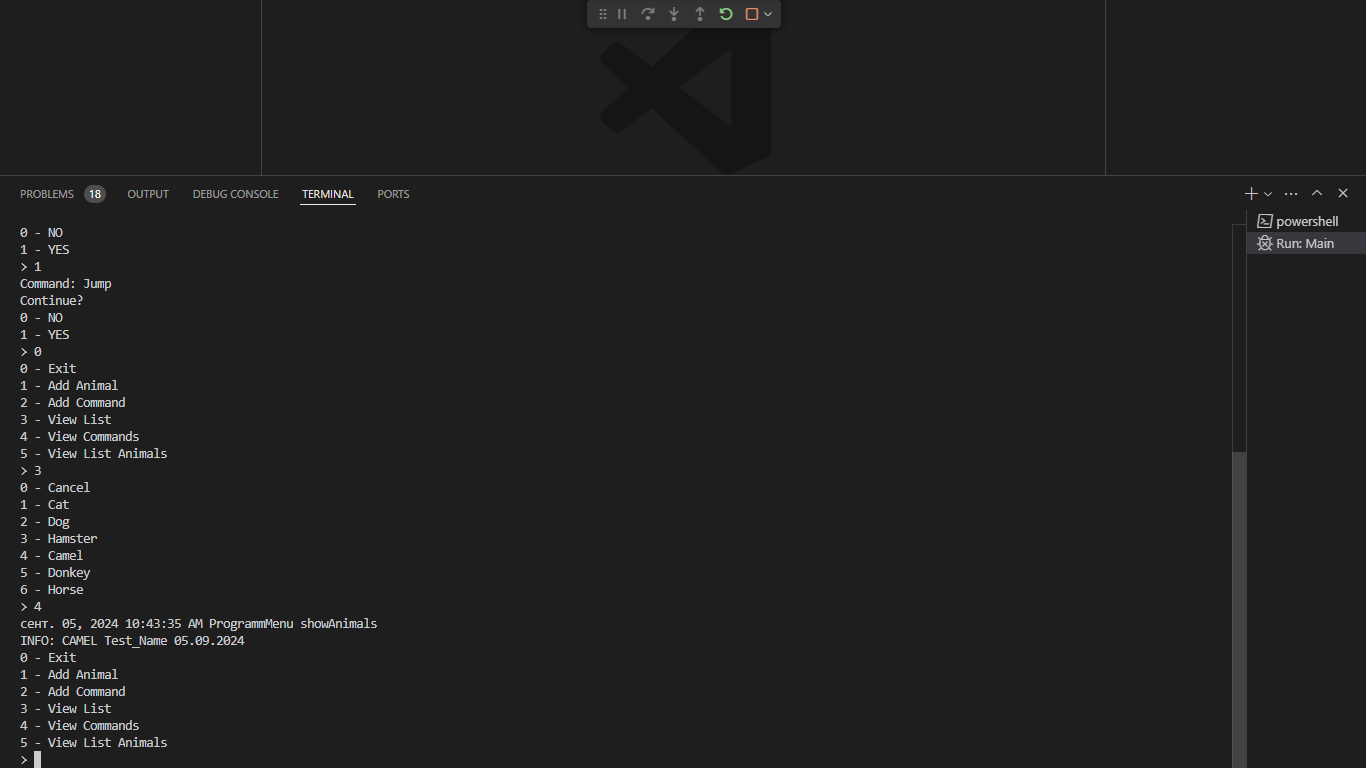 PROBLEMS 18 OUTPUT DEBUG CONSOLE TERMINAL PORTS
powershell
Run: Main
0 - NO
1 - YES
> 1
Command: Jump
Continue?
0 - NO
1 - YES
> 0
0 - Exit
1 - Add Animal
2 - Add Command
3 - View List
4 - View Commands
5 - View List Animals
> 3
0 - Cancel
1 - Cat
2 - Dog
3 - Hamster
4 - Camel
5 - Donkey
6 - Horse
> 4
сент. 05, 2024 10:43:35 AM ProgrammMenu showAnimals
INFO: CAMEL Test_Name 05.09.2024
0 - Exit
1 - Add Animal
2 - Add Command
3 - View List
4 - View Commands
5 - View List Animals
>